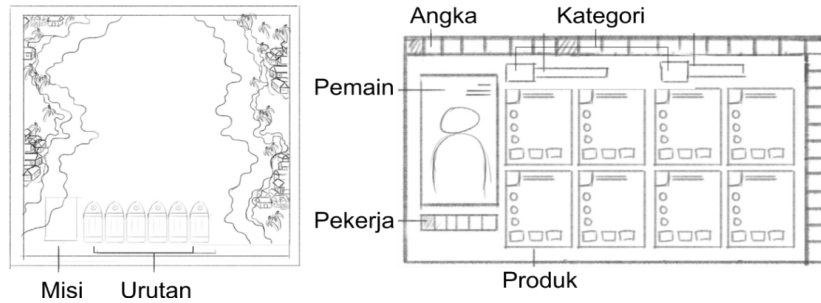 Angka
Kategori
Pemain
Pekerja
Produk
Misi
Urutan